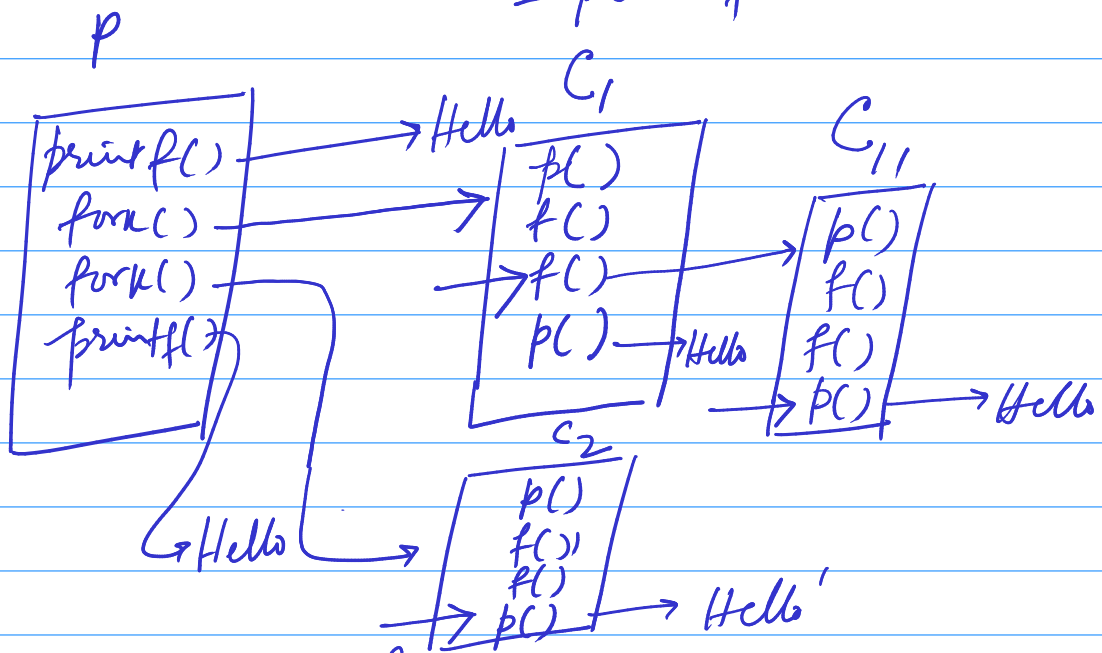 P
printf()
fork()
fork()
printf()
Hello
Hello
C1
p()
f()
f()
p()
Hello
C11
p()
f()
f()
p()
Hello
C2
p()
f()
f()
p()
Hello